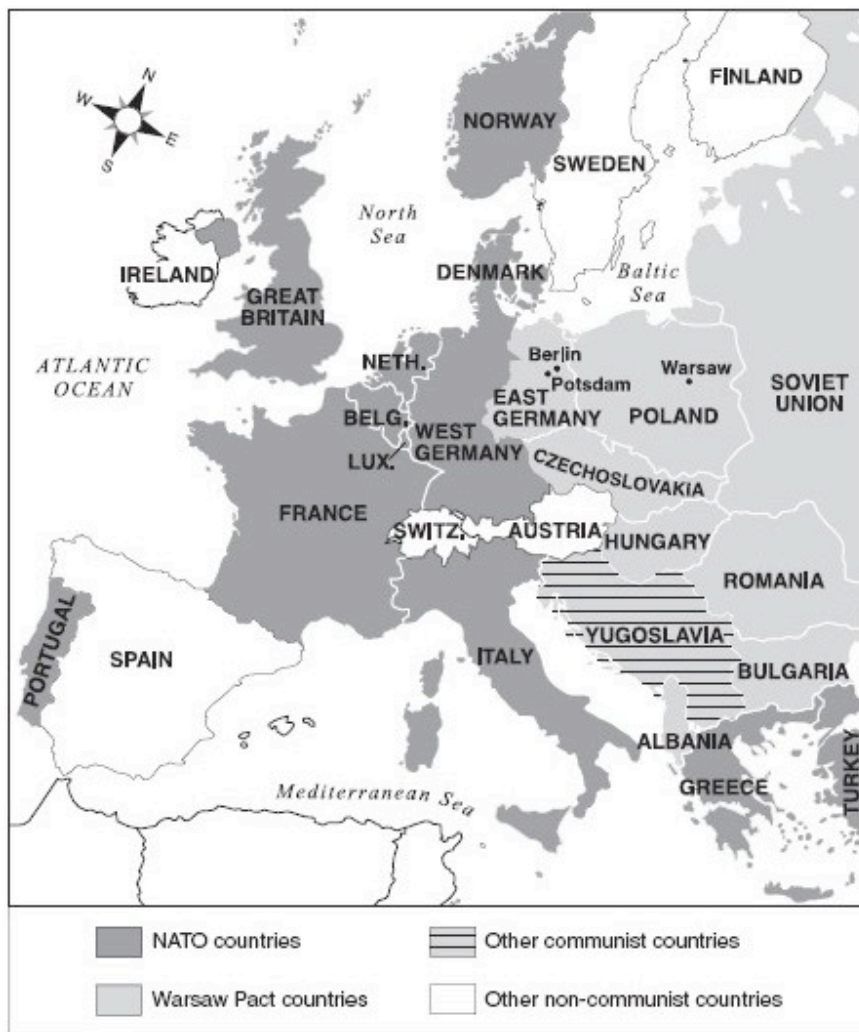 N
W
E
S
FINLAND
NORWAY
SWEDEN
North
Sea
IRELAND
DENMARK
Baltic
Sea
GREAT
BRITAIN
ATLANTIC
OCEAN
NETH.
Berlin
Potsdam
Warsaw
SOVIET
UNION
EAST
GERMANY
POLAND
BELG.
WEST
GERMANY
LUX.
CZECHOSLOVAKIA
FRANCE
SWITZ.
AUSTRIA
HUNGARY
ROMANIA
PORTUGAL
SPAIN
ITALY
YUGOSLAVIA
BULGARIA
ALBANIA
GREECE
TURKEY
Mediterranean Sea
NATO countries
Other communist countries
Warsaw Pact countries
Other non-communist countries